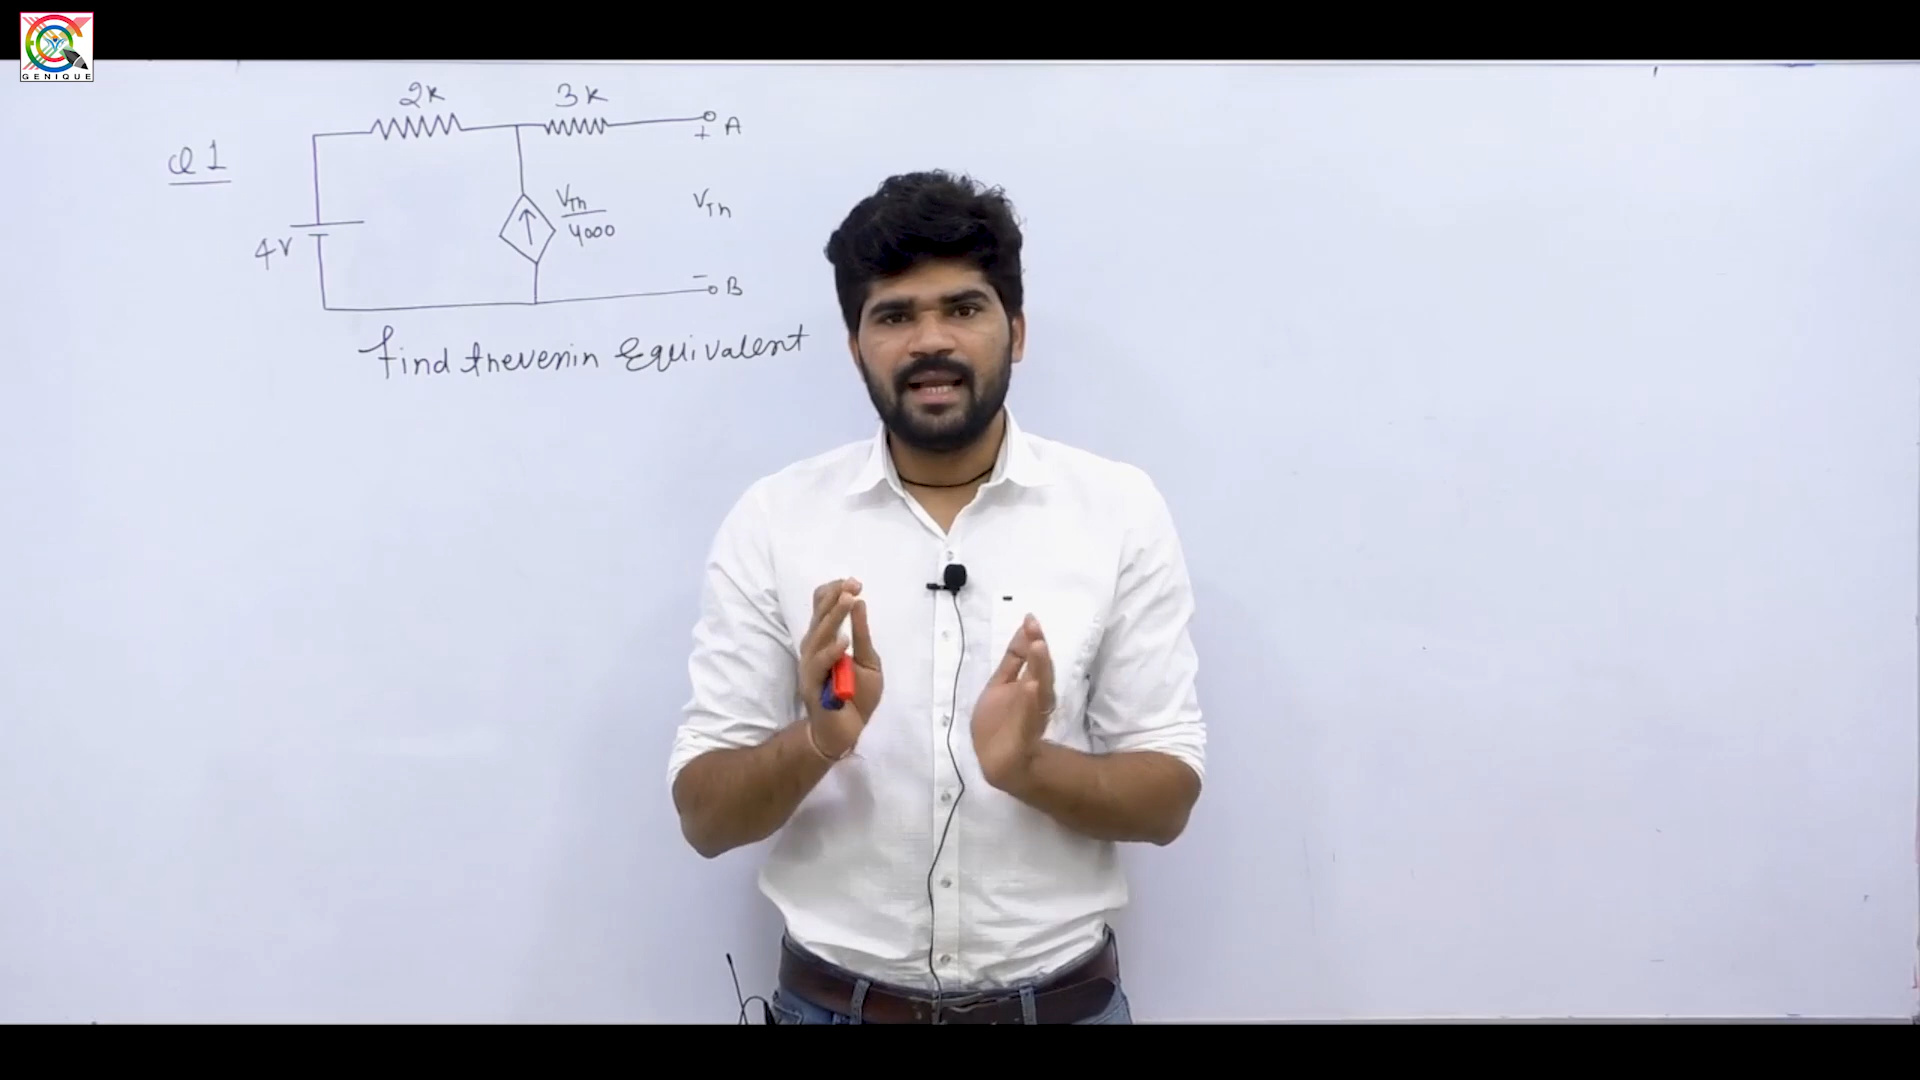 GENIQUE
Q1
2K
3K
+
A
4V
VTh
4000
VTh
-
B
Find thevenin Equivalent